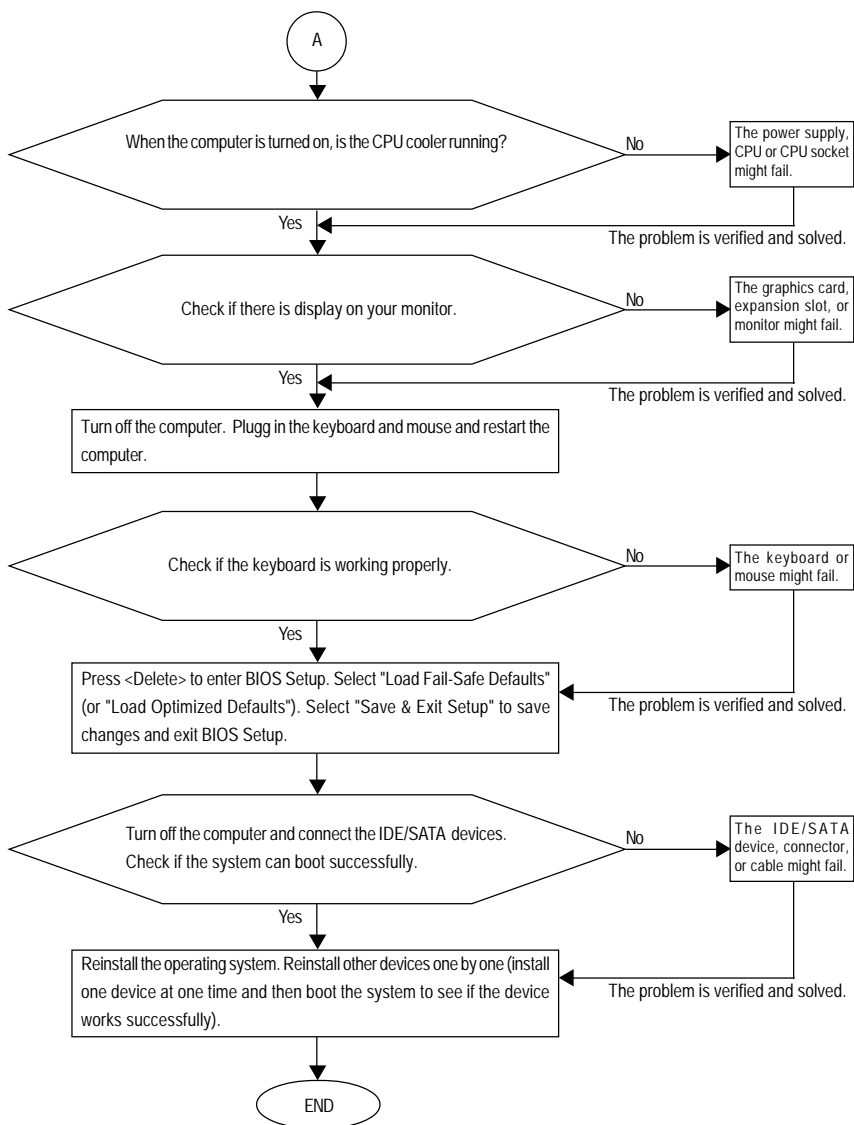 A
When the computer is turned on, is the CPU cooler running?
No
The power supply,
CPU or CPU socket
might fail.
Yes
The problem is verified and solved.
Check if there is display on your monitor.
No
The graphics card,
expansion slot, or
monitor might fail.
Yes
The problem is verified and solved.
Turn off the computer. Plugg in the keyboard and mouse and restart the
computer.
Check if the keyboard is working properly.
No
The keyboard or
mouse might fail.
Yes
Press <Delete> to enter BIOS Setup. Select "Load Fail-Safe Defaults"
(or "Load Optimized Defaults"). Select "Save & Exit Setup" to save
changes and exit BIOS Setup.
The problem is verified and solved.
Turn off the computer and connect the IDE/SATA devices.
Check if the system can boot successfully.
No
The IDE/SATA
device, connector,
or cable might fail.
Yes
Reinstall the operating system. Reinstall other devices one by one (install
one device at one time and then boot the system to see if the device
works successfully).
The problem is verified and solved.
END